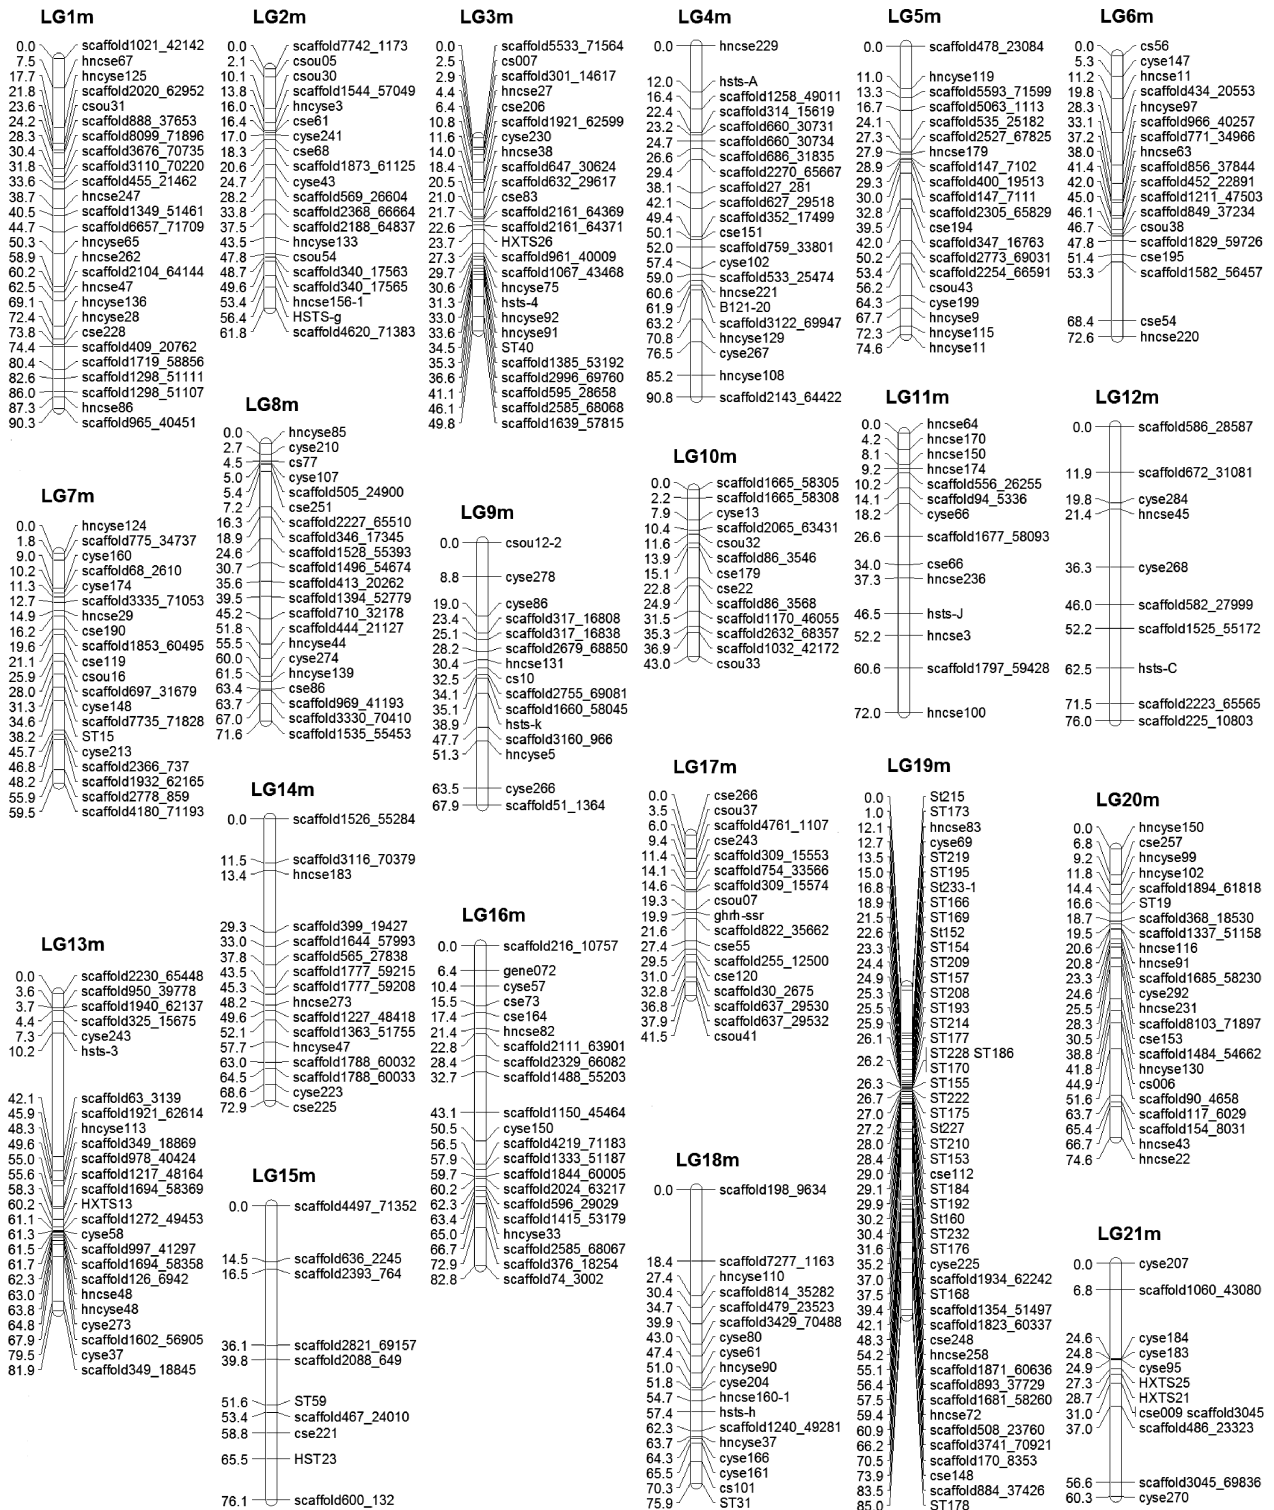 LG1m
0.0 scaffold1021_42142
7.5 hncse67
17.7 hncyse125
21.8 scaffold2020_62952
23.6 csou31
24.2 scaffold888_37653
28.3 scaffold8099_71896
30.4 scaffold3676_70735
31.8 scaffold3110_70220
33.6 scaffold455_21462
38.7 hncse247
40.5 scaffold1349_51461
44.7 scaffold6657_71709
50.3 hncyse65
58.9 hncse262
60.2 scaffold2104_64144
62.5 hncse47
69.1 hncyse136
72.4 hncyse28
73.8 cse228
74.4 scaffold409_20762
80.4 scaffold1719_58856
82.6 scaffold1298_51111
86.0 scaffold1298_51107
87.3 hncse86
90.3 scaffold965_40451
LG2m
0.0 scaffold7742_1173
2.1 csou05
10.1 csou30
13.8 scaffold1544_57049
16.0 hncyse3
16.4 cse61
17.0 cyse241
18.3 cse68
20.6 scaffold1873_61125
24.7 cyse43
28.2 scaffold569_26604
33.8 scaffold2368_66664
37.5 scaffold2188_64837
43.5 hncyse133
47.8 csou54
48.7 scaffold340_17563
49.6 scaffold340_17565
53.4 hncse156-1
56.4 HSTS-g
61.8 scaffold4620_71383
LG3m
0.0 scaffold5533_71564
2.5 cs007
2.9 scaffold301_14617
4.4 hncse27
6.4 cse206
10.8 scaffold1921_62599
11.6 cyse230
14.0 hncse38
18.4 scaffold647_30624
20.5 scaffold632_29617
21.0 cse83
21.7 scaffold2161_64369
22.6 scaffold2161_64371
23.7 HXTS26
27.3 scaffold961_40009
29.7 scaffold1067_43468
30.6 hncyse75
31.3 hsts-4
33.0 hncyse92
33.6 hncyse91
34.5 ST40
35.3 scaffold1385_53192
36.6 scaffold2996_69760
41.1 scaffold595_28658
46.1 scaffold2585_68068
49.8 scaffold1639_57815
LG4m
0.0 hncse229
12.0 hsts-A
16.4 scaffold1258_49011
22.4 scaffold314_15619
23.2 scaffold660_30731
24.7 scaffold660_30734
26.6 scaffold686_31835
29.4 scaffold2270_65667
38.1 scaffold27_281
42.1 scaffold627_29518
49.4 scaffold352_17499
50.1 cse151
52.0 scaffold759_33801
57.4 cyse102
59.0 scaffold533_25474
60.6 hncse221
61.9 B121-20
63.2 scaffold3122_69947
70.8 hncyse129
76.5 cyse267
85.2 hncyse108
90.8 scaffold2143_64422
LG5m
0.0 scaffold478_23084
11.0 hncyse119
13.3 scaffold5593_71599
16.7 scaffold5063_1113
24.1 scaffold535_25182
27.3 scaffold2527_67825
27.9 hncse179
28.9 scaffold147_7102
29.3 scaffold400_19513
30.0 scaffold147_7111
32.8 scaffold2305_65829
39.5 cse194
42.0 scaffold347_16763
50.2 scaffold2773_69031
53.4 scaffold2254_66591
56.2 csou43
64.3 cyse199
67.7 hncyse9
72.3 hncyse115
74.6 hncyse11
LG6m
0.0 cs56
5.3 cyse147
11.2 hncse11
19.8 scaffold434_20553
28.3 hncyse97
33.1 scaffold966_40257
37.2 scaffold771_34966
38.0 hncse63
41.4 scaffold856_37844
42.0 scaffold452_22891
45.0 scaffold1211_47503
46.1 scaffold849_37234
46.7 csou38
47.8 scaffold1829_59726
51.4 cse195
53.3 scaffold1582_56457
68.4 cse54
72.6 hncse220
LG7m
0.0 hncyse124
1.8 scaffold775_34737
9.0 cyse160
10.2 scaffold68_2610
11.3 cyse174
12.7 scaffold3335_71053
14.9 hncse29
16.2 cse190
19.6 scaffold1853_60495
21.1 cse119
25.9 csou16
28.0 scaffold697_31679
31.3 cyse148
34.6 scaffold7735_71828
38.2 ST15
45.7 cyse213
46.8 scaffold2366_737
48.2 scaffold1932_62165
55.9 scaffold2778_859
59.5 scaffold4180_71193
LG8m
0.0 hncyse85
2.7 cyse210
4.5 cs77
5.0 cyse107
5.4 scaffold505_24900
7.2 cse251
16.3 scaffold2227_65510
18.9 scaffold346_17345
24.6 scaffold1528_55393
30.7 scaffold1496_54674
35.6 scaffold413_20262
39.5 scaffold1394_52779
45.2 scaffold710_32178
51.8 scaffold444_21127
55.5 hncyse44
60.0 cyse274
61.5 hncyse139
63.4 cse86
63.7 scaffold969_41193
67.0 scaffold3330_70410
71.6 scaffold1535_55453
LG9m
0.0 csou12-2
8.8 cyse278
19.0 cyse86
23.4 scaffold317_16808
25.1 scaffold317_16838
28.2 scaffold2679_68850
30.4 hncse131
32.5 cs10
34.1 scaffold2755_69081
35.1 scaffold1660_58045
38.9 hsts-k
47.7 scaffold3160_966
51.3 hncyse5
63.5 cyse266
67.9 scaffold51_1364
LG10m
0.0 scaffold1665_58305
2.2 scaffold1665_58308
7.9 cyse13
10.4 scaffold2065_63431
11.6 csou32
13.9 scaffold86_3546
15.1 cse179
22.8 cse22
24.9 scaffold86_3568
31.5 scaffold1170_46055
35.3 scaffold2632_68357
36.9 scaffold1032_42172
43.0 csou33
LG11m
0.0 hncse64
4.2 hncse170
8.1 hncse150
9.2 hncse174
10.2 scaffold556_26255
14.1 scaffold94_5336
18.2 cyse66
26.6 scaffold1677_58093
34.0 cse66
37.3 hncse236
46.5 hsts-J
52.2 hncse3
60.6 scaffold1797_59428
72.0 hncse100
LG12m
0.0 scaffold586_28587
11.9 scaffold672_31081
19.8 cyse284
21.4 hncse45
36.3 cyse268
46.0 scaffold582_27999
52.2 scaffold1525_55172
62.5 hsts-C
71.5 scaffold2223_65565
76.0 scaffold225_10803
LG13m
0.0 scaffold2230_65448
3.6 scaffold950_39778
3.7 scaffold1940_62137
4.4 scaffold325_15675
7.3 cyse243
10.2 hsts-3
42.1 scaffold63_3139
45.9 scaffold1921_62614
48.3 hncyse113
49.6 scaffold349_18869
55.0 scaffold978_40424
55.6 scaffold1217_48164
58.3 scaffold1694_58369
60.2 HXTS13
61.1 scaffold1272_49453
61.3 cyse58
61.5 scaffold997_41297
61.7 scaffold1694_58358
62.3 scaffold126_6942
63.0 hncse48
63.8 hncyse48
64.8 cyse273
67.9 scaffold1602_56905
79.5 cyse37
81.9 scaffold349_18845
LG14m
0.0 scaffold1526_55284
11.5 scaffold3116_70379
13.4 hncse183
29.3 scaffold399_19427
33.0 scaffold1644_57993
37.8 scaffold565_27838
43.5 scaffold1777_59215
45.3 scaffold1777_59208
48.2 hncse273
49.6 scaffold1227_48418
52.1 scaffold1363_51755
57.7 hncyse47
63.0 scaffold1788_60032
64.5 scaffold1788_60033
68.6 cyse223
72.9 cse225
LG15m
0.0 scaffold4497_71352
14.5 scaffold636_2245
16.5 scaffold2393_764
36.1 scaffold2821_69157
39.8 scaffold2088_649
51.6 ST59
53.4 scaffold467_24010
58.8 cse221
65.5 HST23
76.1 scaffold600_132
LG16m
0.0 scaffold216_10757
6.4 gene072
10.4 cyse57
15.5 cse73
17.4 cse164
21.4 hncse82
22.8 scaffold2111_63901
28.4 scaffold2329_66082
32.7 scaffold1488_55203
43.1 scaffold1150_45464
50.5 cyse150
56.5 scaffold4219_71183
57.9 scaffold1333_51187
59.7 scaffold1844_60005
60.2 scaffold2024_63217
62.3 scaffold596_29029
63.4 scaffold1415_53179
65.0 hncyse33
66.7 scaffold2585_68067
72.9 scaffold376_18254
82.8 scaffold74_3002
LG17m
0.0 cse266
3.5 csou37
6.0 scaffold4761_1107
9.4 cse243
11.4 scaffold309_15553
14.1 scaffold754_33566
14.6 scaffold309_15574
19.3 csou07
19.9 ghrh-ssr
21.6 scaffold822_35662
27.4 cse55
29.5 scaffold255_12500
31.0 cse120
32.8 scaffold30_2675
36.8 scaffold637_29530
37.9 scaffold637_29532
41.5 csou41
LG18m
0.0 scaffold198_9634
18.4 scaffold7277_1163
27.4 hncyse110
30.4 scaffold814_35282
34.7 scaffold479_23523
39.9 scaffold3429_70488
43.0 cyse80
47.4 cyse61
51.0 hncyse90
51.8 cyse204
54.7 hncse160-1
57.4 hsts-h
62.3 scaffold1240_49281
63.7 hncyse37
64.3 cyse166
65.5 cyse161
70.3 cs101
75.9 ST31
LG19m
0.0 St215
1.0 ST173
12.1 hncse83
12.7 cyse69
13.5 ST219
15.0 ST195
16.8 St233-1
18.9 ST166
21.5 ST169
22.6 St152
23.3 ST154
24.4 ST209
24.9 ST157
25.3 ST208
25.5 ST193
25.9 ST214
26.1 ST177
26.2 ST228 ST186
ST170
26.3 ST155
26.7 ST222
27.0 ST175
27.2 St227
28.0 ST210
28.4 ST153
29.0 cse112
29.1 ST184
29.9 ST192
30.2 St160
30.4 ST232
31.6 ST176
35.2 cyse225
37.0 scaffold1934_62242
37.5 ST168
39.4 scaffold1354_51497
42.1 scaffold1823_60337
48.3 cse248
54.2 hncse258
55.1 scaffold1871_60636
56.4 scaffold893_37729
57.5 scaffold1681_58260
59.4 hncse72
60.9 scaffold508_23760
66.2 scaffold3741_70921
70.5 scaffold170_8353
73.9 cse148
83.5 scaffold884_37426
85.0 ST178
LG20m
0.0 hncyse150
6.8 cse257
9.2 hncyse99
11.8 hncyse102
14.4 scaffold1894_61818
16.6 ST19
18.7 scaffold368_18530
19.5 scaffold1337_51158
20.6 hncse116
20.8 hncse91
23.3 scaffold1685_58230
24.6 cyse292
25.5 hncse231
28.3 scaffold8103_71897
30.5 cse153
38.8 scaffold1484_54662
41.8 hncyse130
44.9 cs006
51.6 scaffold90_4658
63.7 scaffold117_6029
65.4 scaffold154_8031
66.7 hncse43
74.6 hncse22
LG21m
0.0 cyse207
6.8 scaffold1060_43080
24.6 cyse184
24.8 cyse183
24.9 cyse95
27.3 HXTS25
28.7 HXTS21
31.0 cse009 scaffold3045
37.0 scaffold486_23323
56.6 scaffold3045_69836
60.3 cyse270